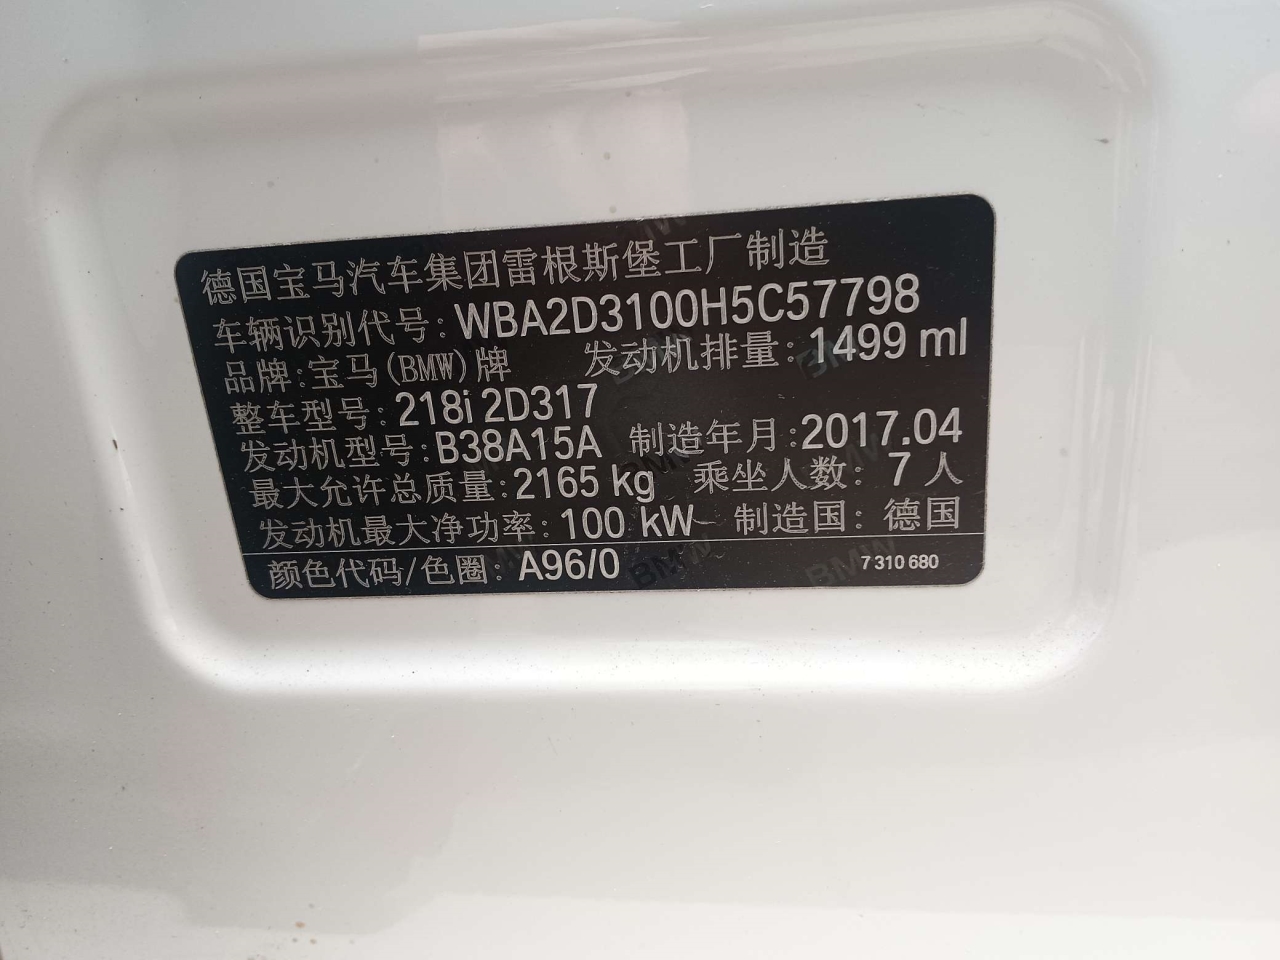 德国宝马汽车集团雷根斯堡工厂制造
车辆识别代号: WBA2D3100H5C57798
品牌:宝马(BMW)牌 发动机排量: 1499 ml
整车型号: 218i 2D317
发动机型号: B38A15A 制造年月: 2017.04
最大允许总质量: 2165 kg 乘坐人数: 7 人
发动机最大净功率: 100 kW 制造国: 德国
颜色代码/色圈: A96/0 7 310 680